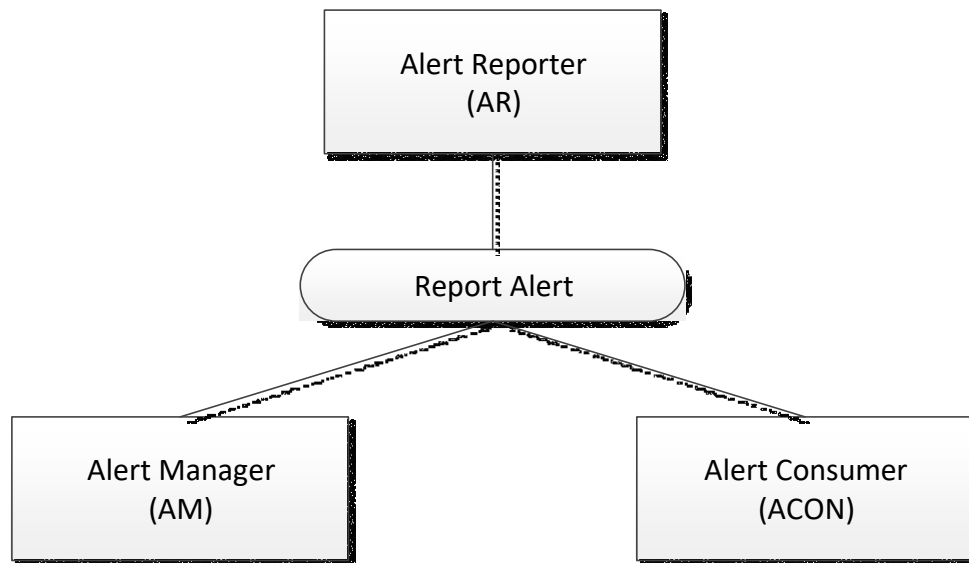 Alert Reporter
(AR)
Report Alert
Alert Manager
(AM)
Alert Consumer
(ACON)